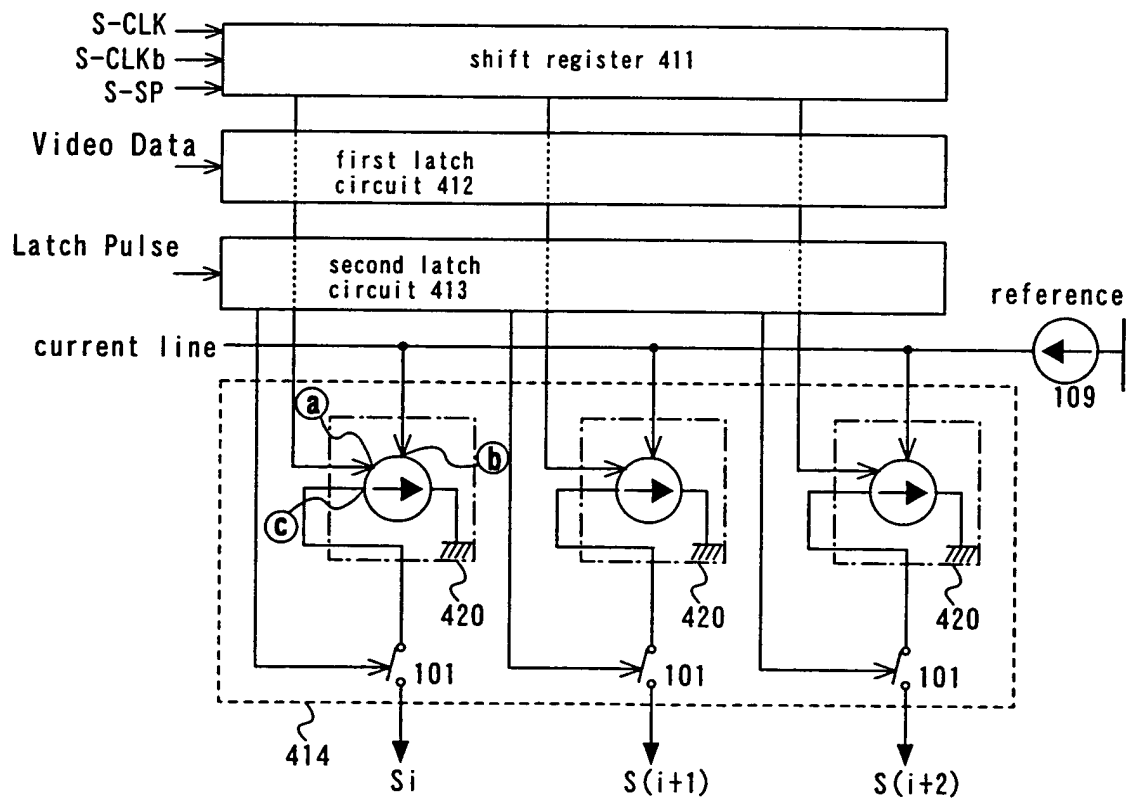 S-CLK
S-CLKb
S-SP
shift register 411
Video Data
first latch
circuit 412
Latch Pulse
second latch
circuit 413
reference
current line
109
a
b
c
420
420
420
101
101
101
414
Si
S(i+1)
S(i+2)